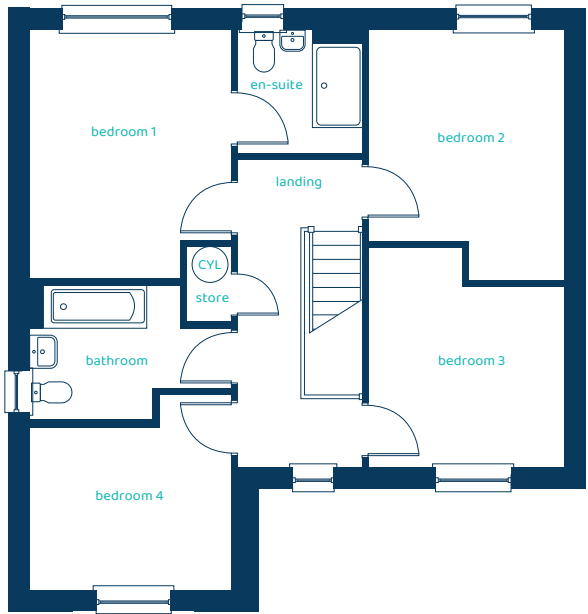 en-suite
bedroom 1
bedroom 2
landing
CYL
store
bathroom
bedroom 3
bedroom 4